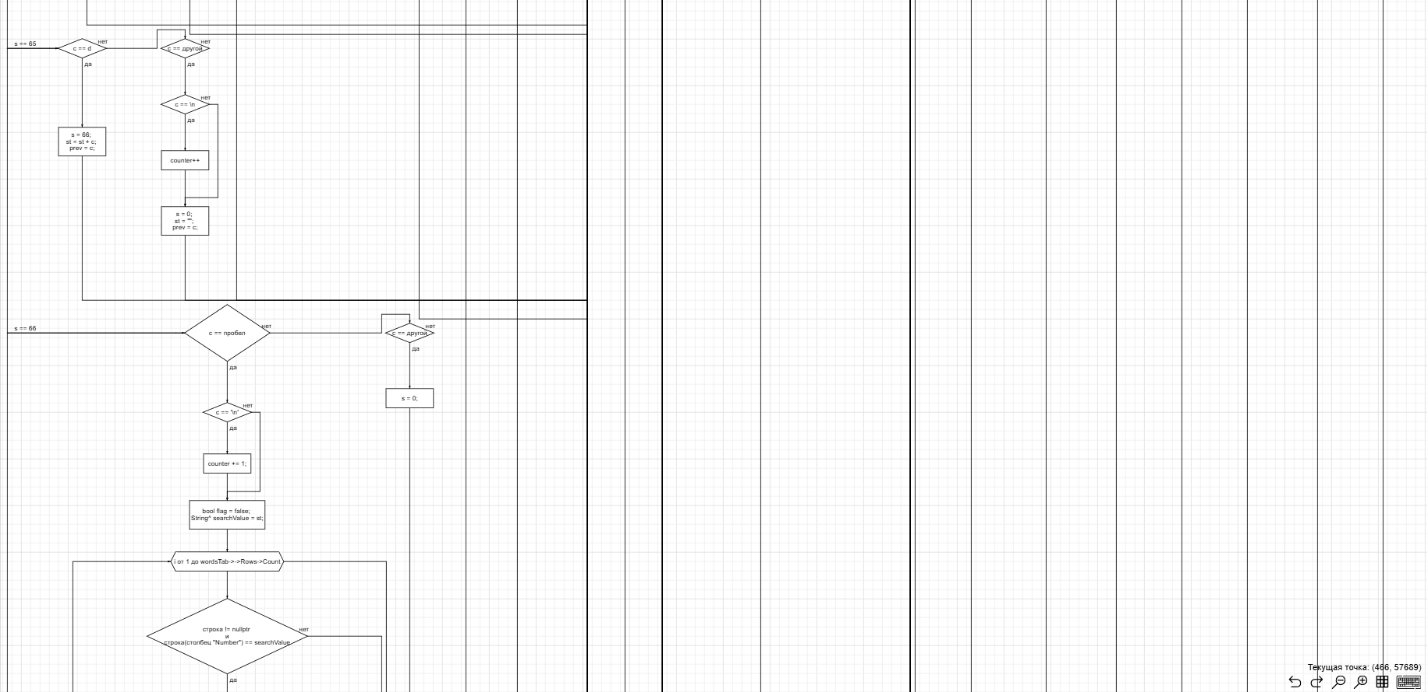 s == 65
c == d
нет
c == другой
нет
да
да
c == \n
нет
да
s = 66;
st = st + c;
prev = c;
counter++
s = 0;
st = "";
prev = c;
s == 66
c == пробел
нет
c == другой
нет
да
да
s = 0;
c == '\n'
нет
да
counter += 1;
bool flag = false;
String^ searchValue = st;
i от 1 до wordsTab->->Rows->Count
строка != nullptr
и
строка(столбец "Number") == searchValue
нет
да
Текущая точка: (466, 57689)